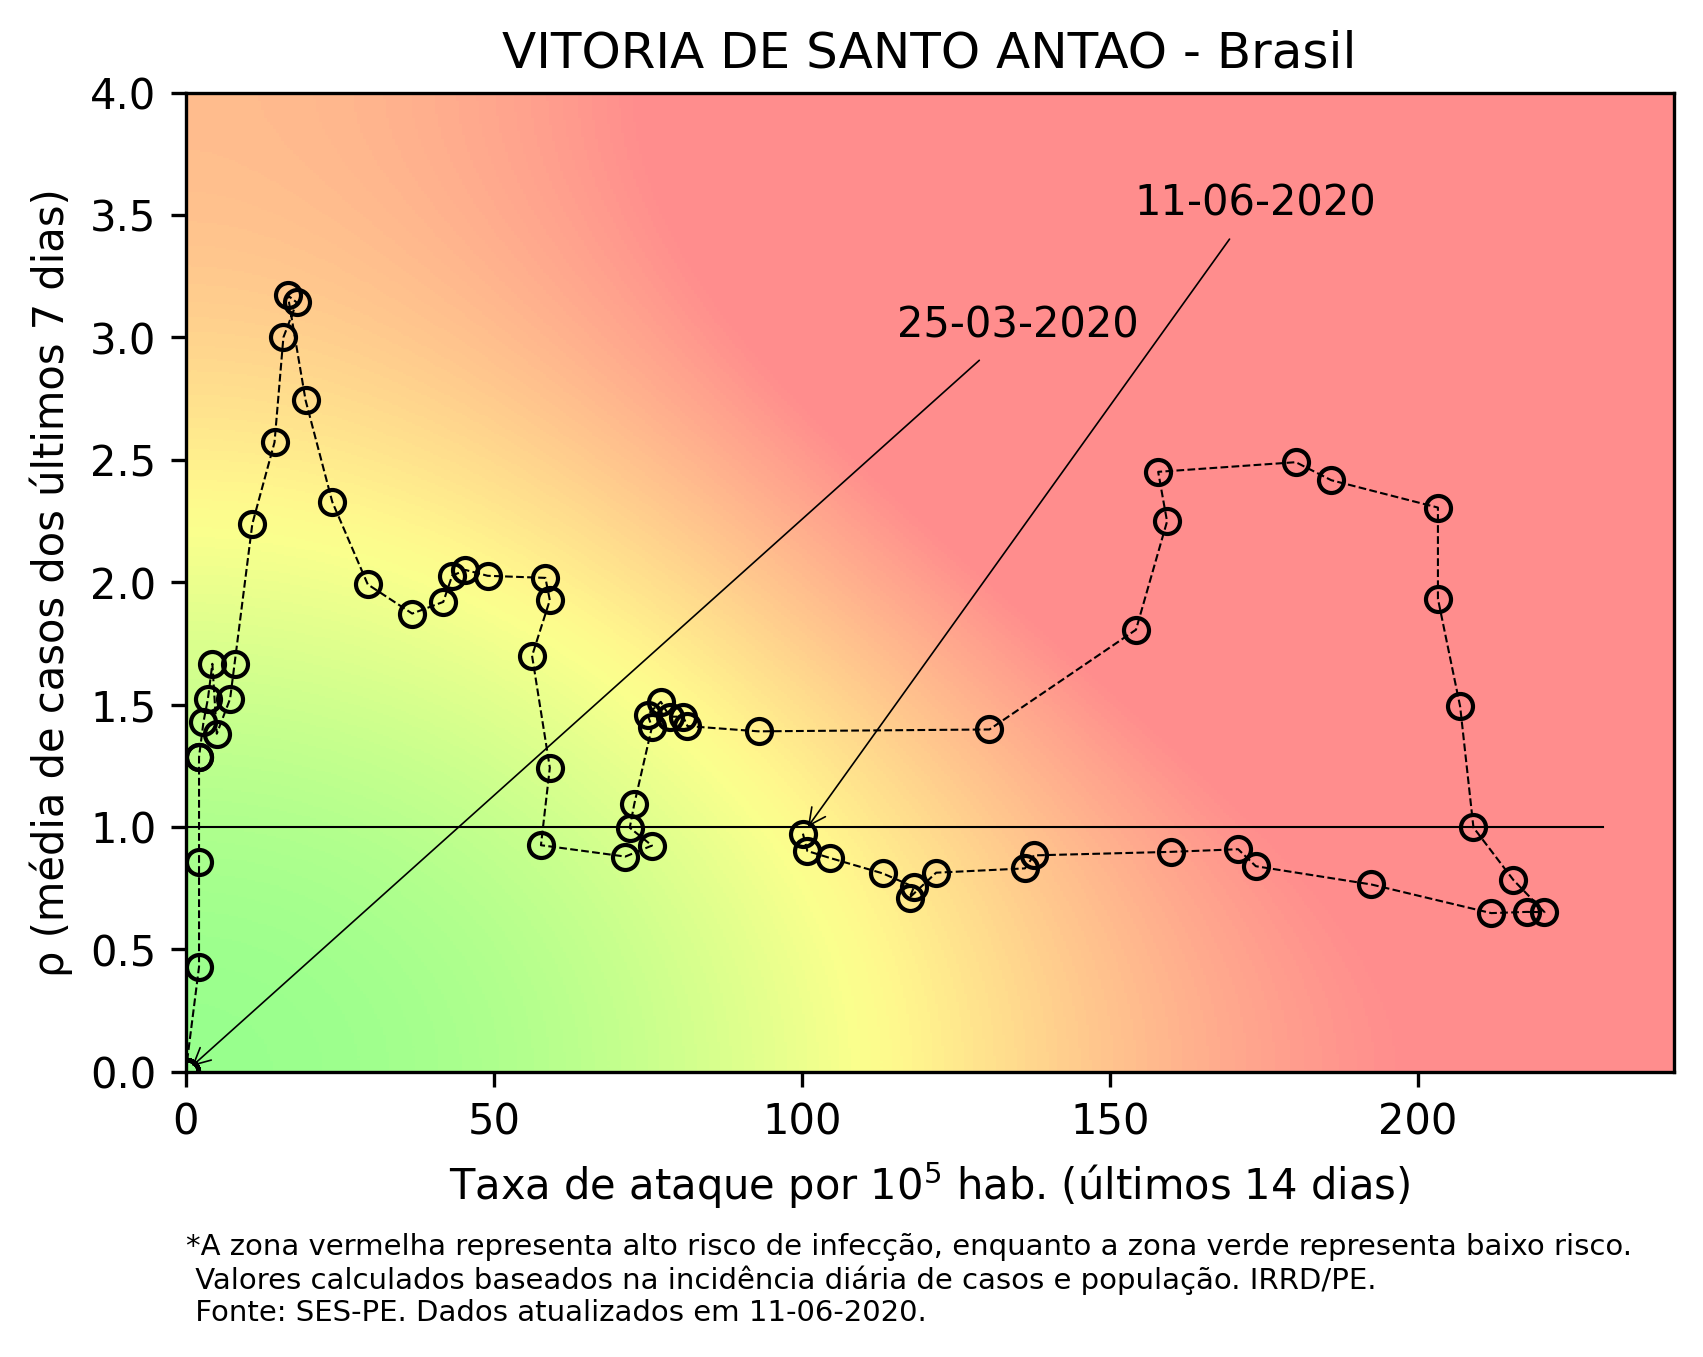 VITORIA DE SANTO ANTAO - Brasil
4.0
3.5
3.0
2.5
2.0
1.5
1.0
0.5
0.0
ρ (média de casos dos últimos 7 dias)
11-06-2020
25-03-2020
0 50 100 150 200
Taxa de ataque por 10⁵ hab. (últimos 14 dias)
*A zona vermelha representa alto risco de infecção, enquanto a zona verde representa baixo risco.
Valores calculados baseados na incidência diária de casos e população. IRRD/PE.
Fonte: SES-PE. Dados atualizados em 11-06-2020.